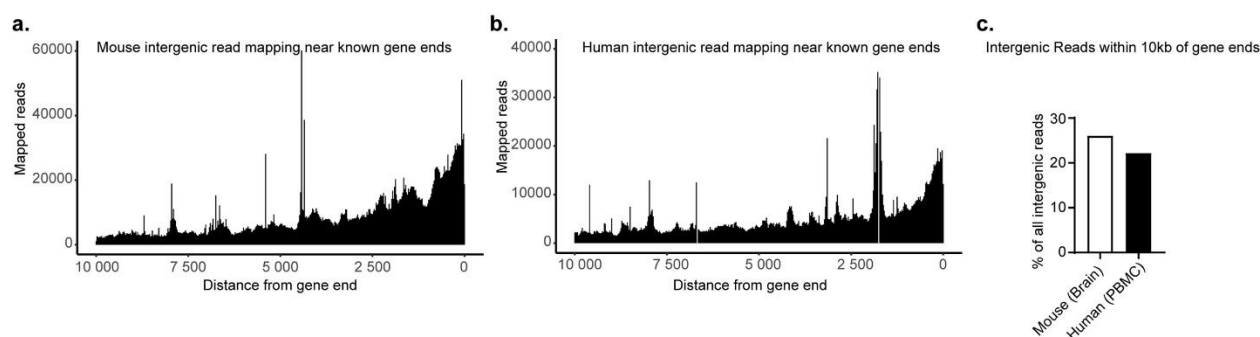 a.
Mouse intergenic read mapping near known gene ends
Mapped reads
60000
40000
20000
0
10 000
7 500
5 000
2 500
0
Distance from gene end
b.
Human intergenic read mapping near known gene ends
Mapped reads
40000
30000
20000
10000
0
10 000
7 500
5 000
2 500
0
Distance from gene end
c.
Intergenic Reads within 10kb of gene ends
% of all intergenic reads
30
20
10
0
Mouse (Brain)
Human (PBMC)